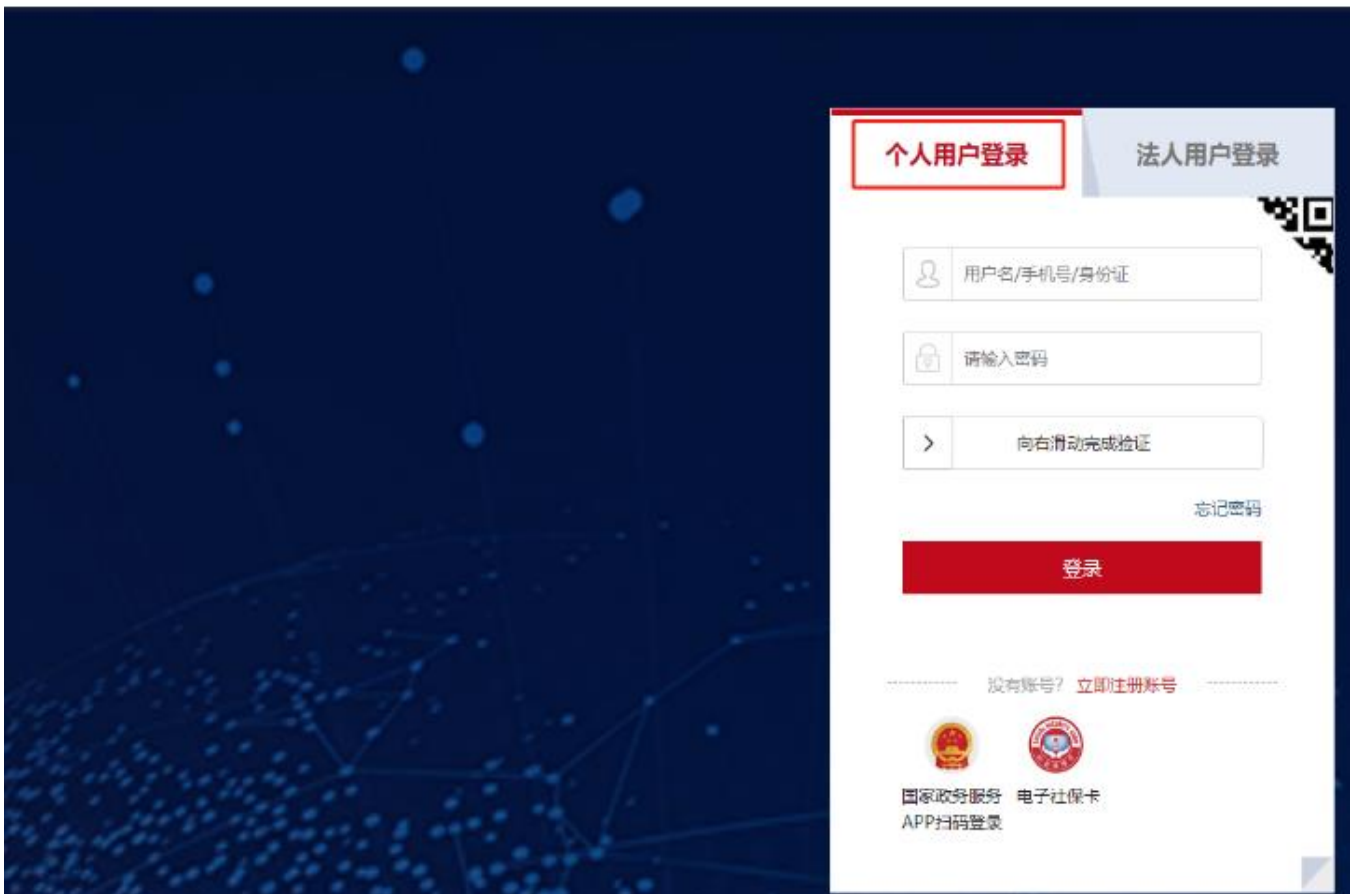 个人用户登录
法人用户登录
用户名/手机号/身份证
请输入密码
向右滑动完成验证
忘记密码
登录
没有账号? 立即注册账号
国家政务服务 电子社保卡
APP扫码登录